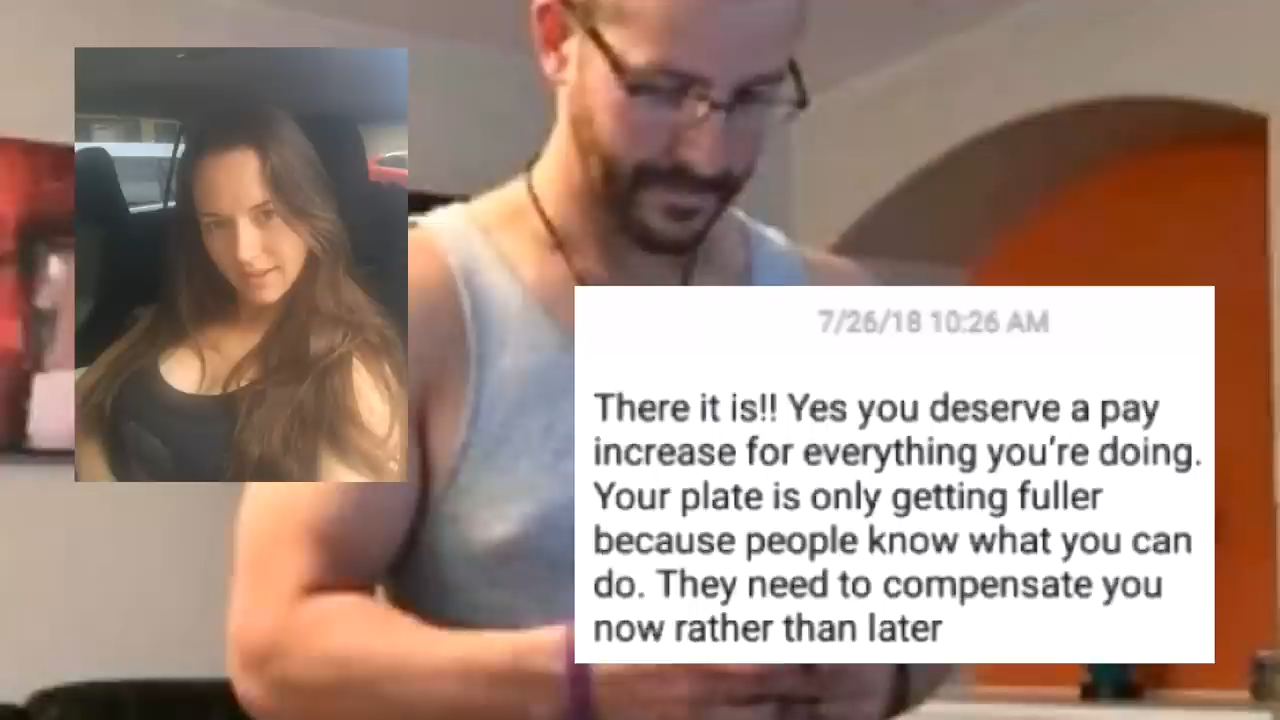 7/26/18 10:26 AM
There it is!! Yes you deserve a pay
increase for everything you're doing.
Your plate is only getting fuller
because people know what you can
do. They need to compensate you
now rather than later